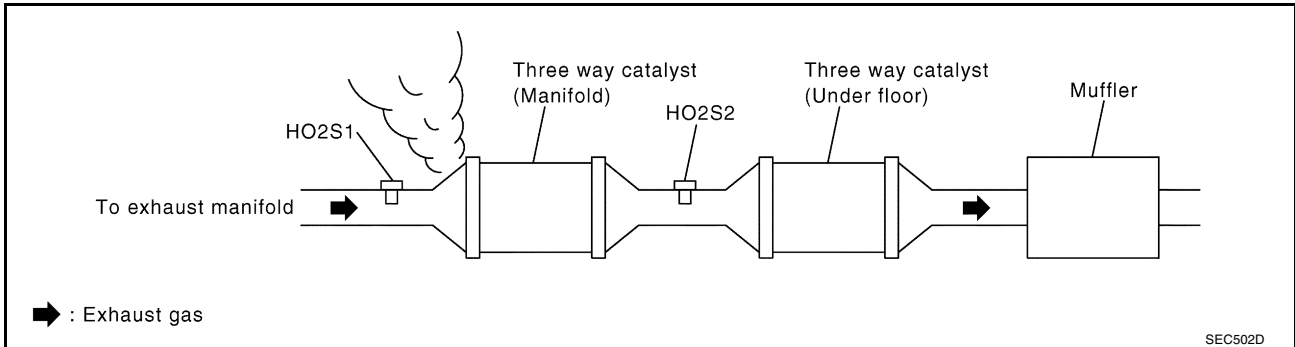 Three way catalyst
(Manifold)
Three way catalyst
(Under floor)
Muffler
HO2S1
HO2S2
To exhaust manifold
: Exhaust gas
SEC502D